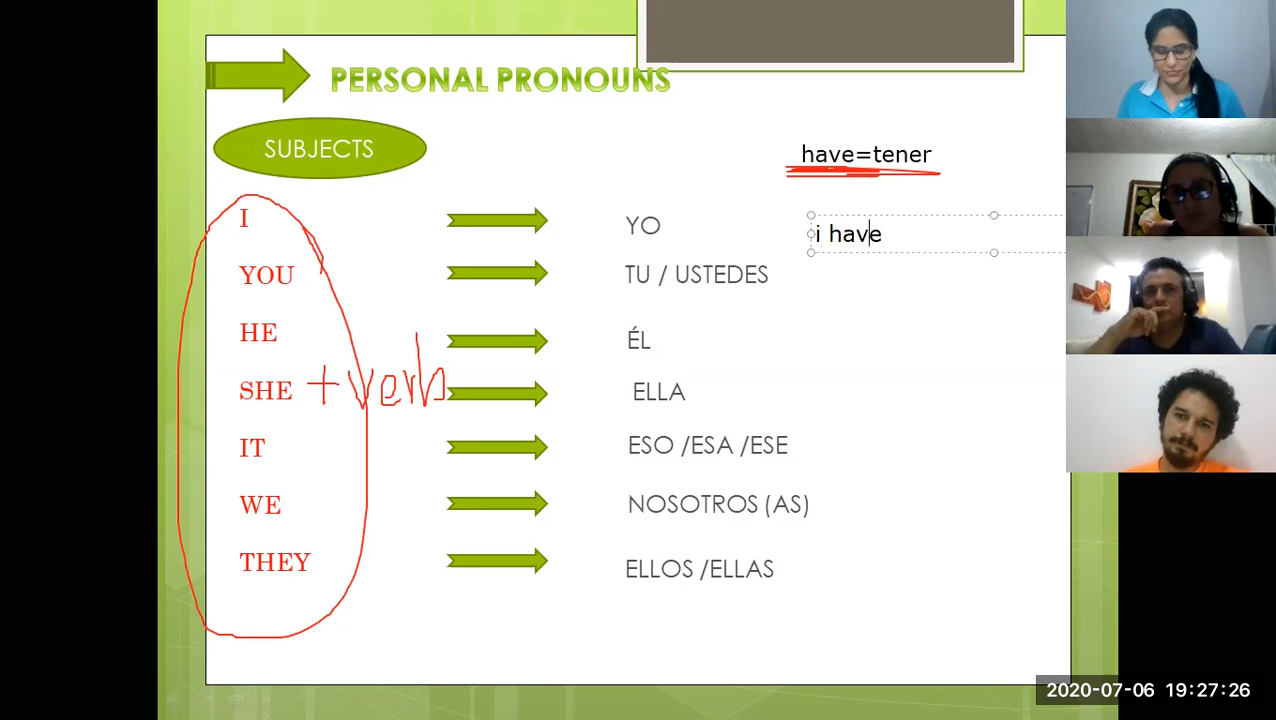 PERSONAL PRONOUNS
SUBJECTS
have=tener
I YO i have
YOU TU / USTEDES
HE ÉL
SHE +verb ELLA
IT ESO /ESA /ESE
WE NOSOTROS (AS)
THEY ELLOS /ELLAS
2020-07-06 19:27:26